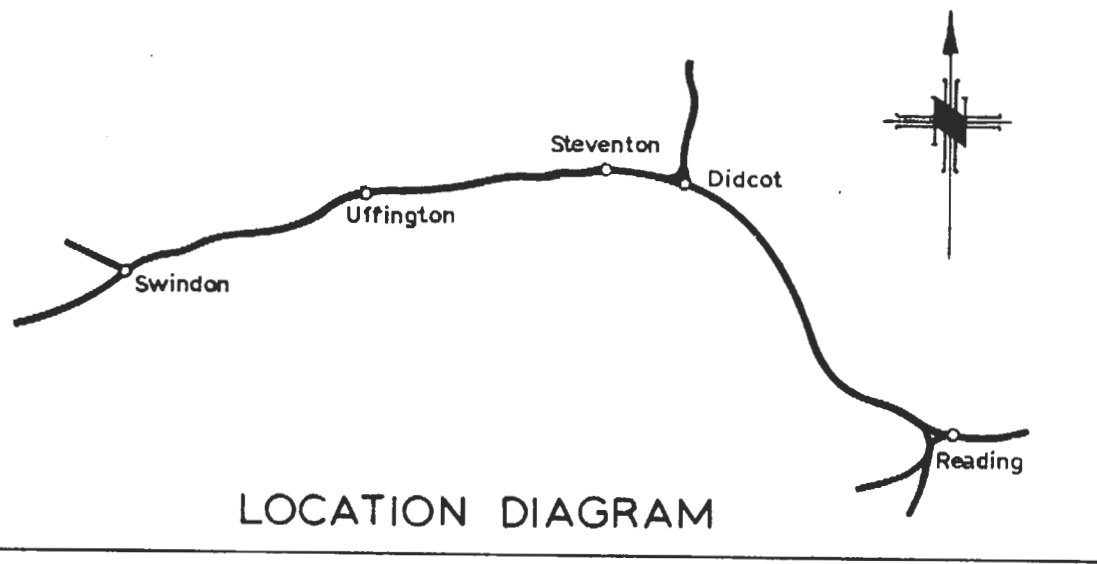 Steventon
Didcot
Uffington
Swindon
Reading
LOCATION DIAGRAM